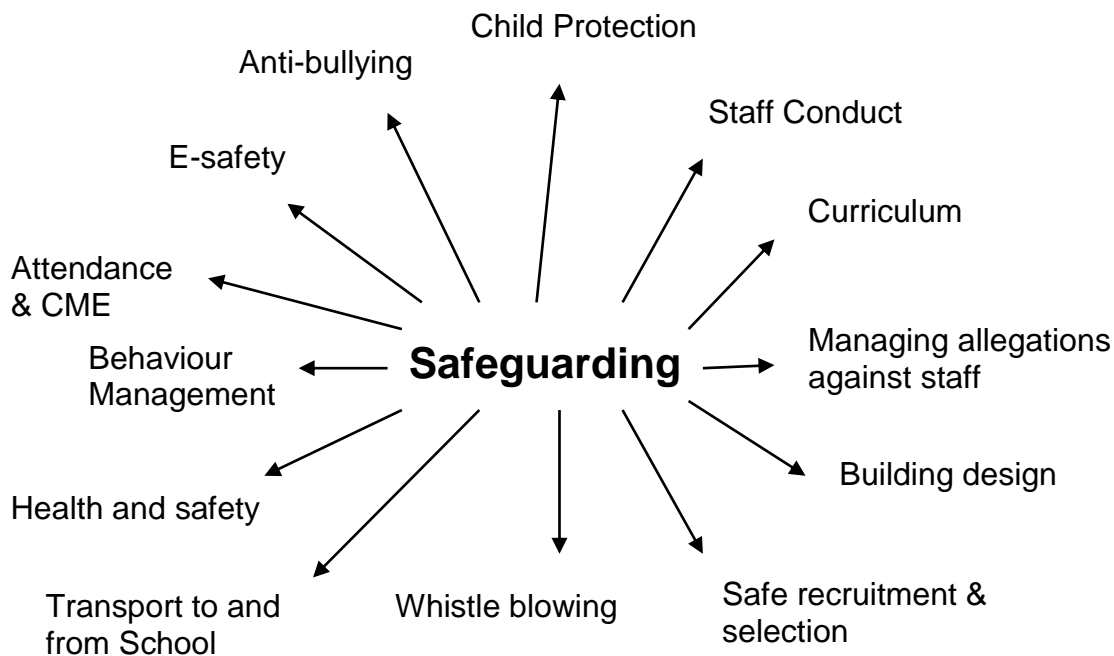 Child Protection
Anti-bullying
Staff Conduct
E-safety
Curriculum
Attendance
& CME
Managing allegations
against staff
Safeguarding
Behaviour
Management
Building design
Health and safety
Safe recruitment &
selection
Whistle blowing
Transport to and
from School